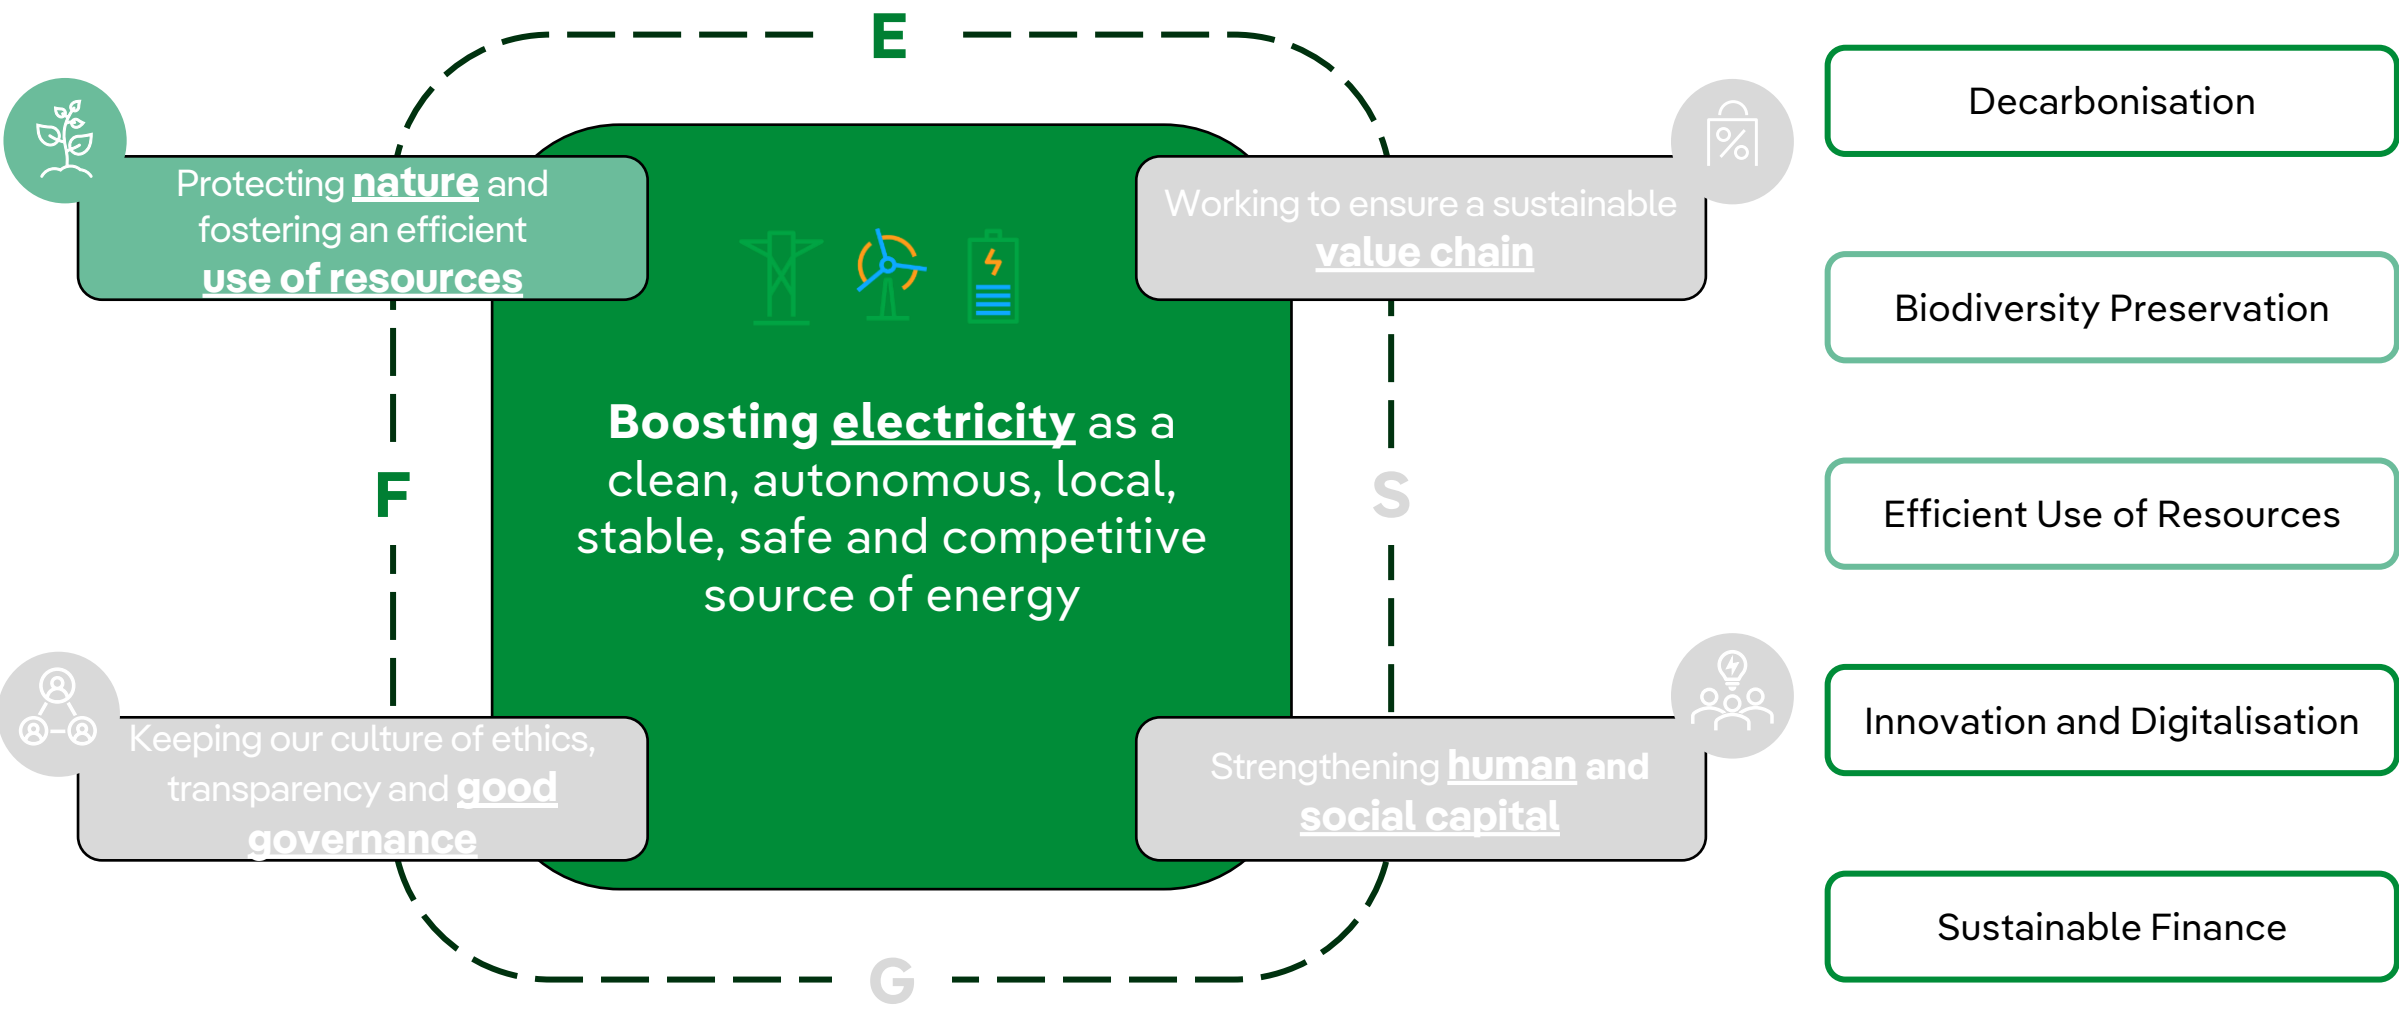 E
Protecting nature and
fostering an efficient
use of resources
Working to ensure a sustainable
value chain
%
Boosting electricity as a
clean, autonomous, local,
stable, safe and competitive
source of energy
F
S
Keeping our culture of ethics,
transparency and good
governance
Strengthening human and
social capital
G
Decarbonisation
Biodiversity Preservation
Efficient Use of Resources
Innovation and Digitalisation
Sustainable Finance